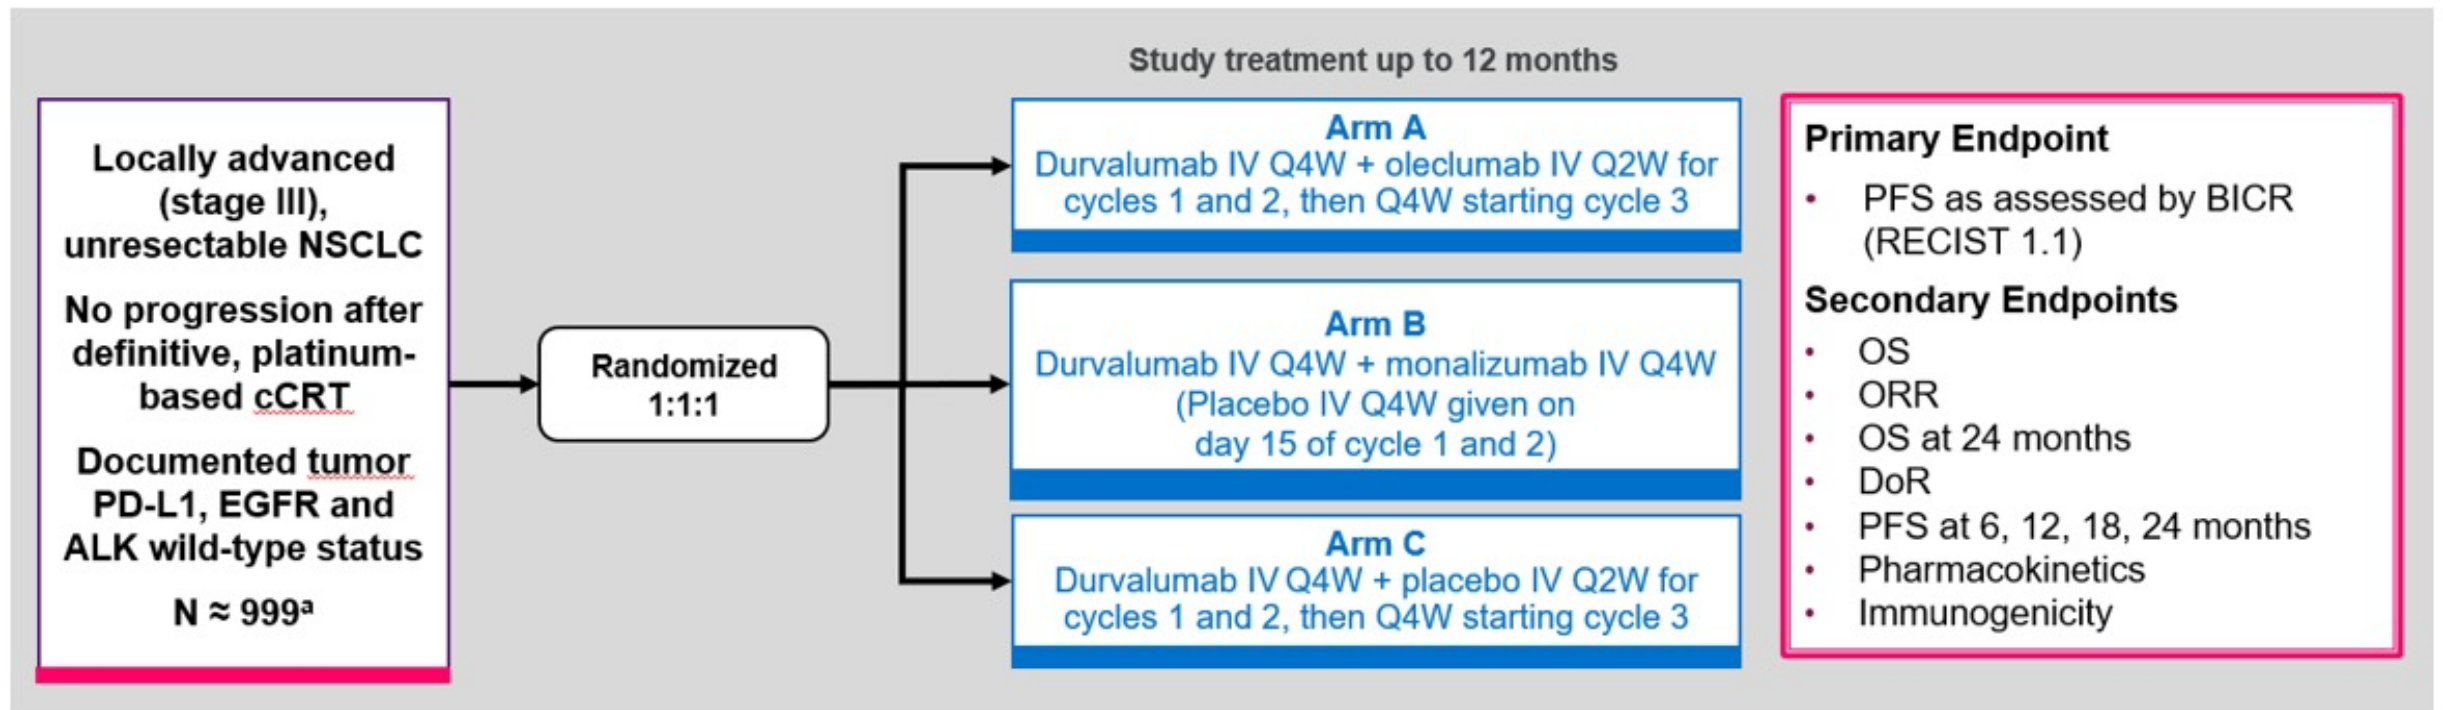 Study treatment up to 12 months
Locally advanced
(stage III),
unresectable NSCLC
No progression after
definitive, platinum-
based cCRT
Documented tumor
PD-L1, EGFR and
ALK wild-type status
N ≈ 999ᵃ
Randomized
1:1:1
Arm A
Durvalumab IV Q4W + oleclumab IV Q2W for
cycles 1 and 2, then Q4W starting cycle 3
Arm B
Durvalumab IV Q4W + monalizumab IV Q4W
(Placebo IV Q4W given on
day 15 of cycle 1 and 2)
Arm C
Durvalumab IV Q4W + placebo IV Q2W for
cycles 1 and 2, then Q4W starting cycle 3
Primary Endpoint
• PFS as assessed by BICR
(RECIST 1.1)
Secondary Endpoints
• OS
• ORR
• OS at 24 months
• DoR
• PFS at 6, 12, 18, 24 months
• Pharmacokinetics
• Immunogenicity